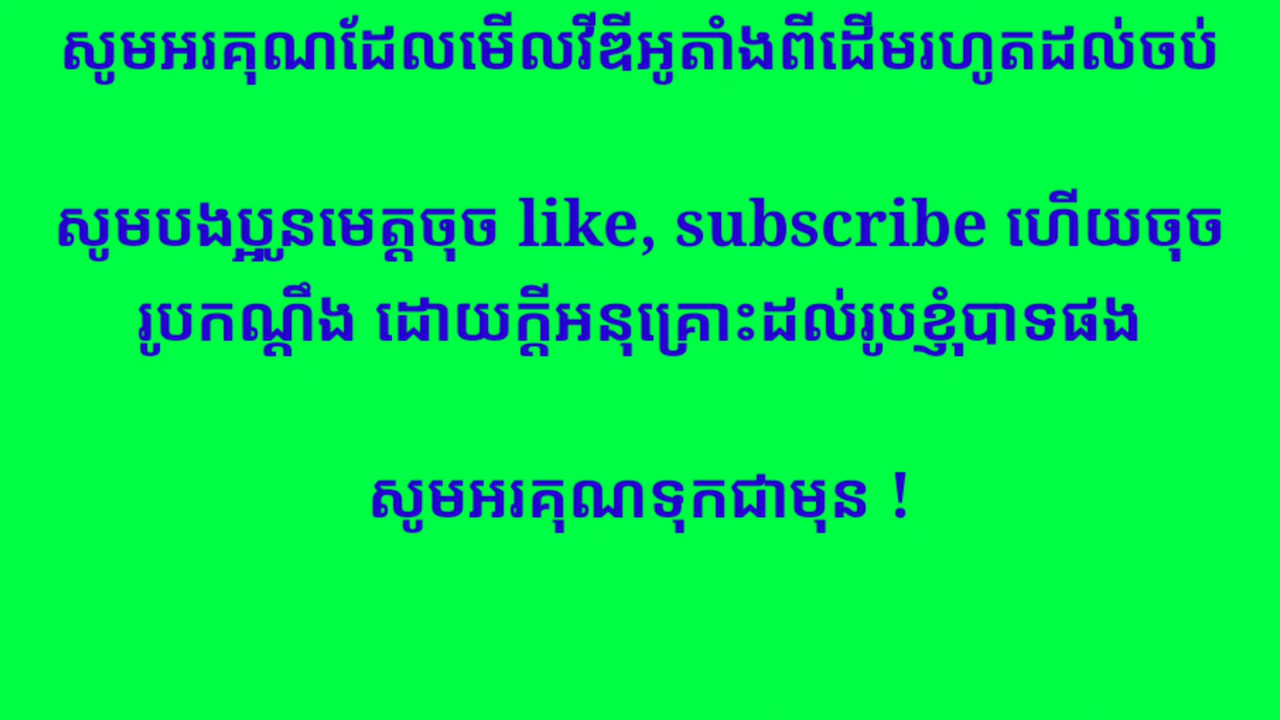 សូមអរគុណដែលមើលវីឌីអូតាំងពីដើមរហូតដល់ចប់
សូមបងប្អូនមេត្តចុច like, subscribe ហើយចុច
រូបកណ្តឹង ដោយក្តីអនុគ្រោះដល់រូបខ្ញុំបាទផង
សូមអរគុណទុកជាមុន !